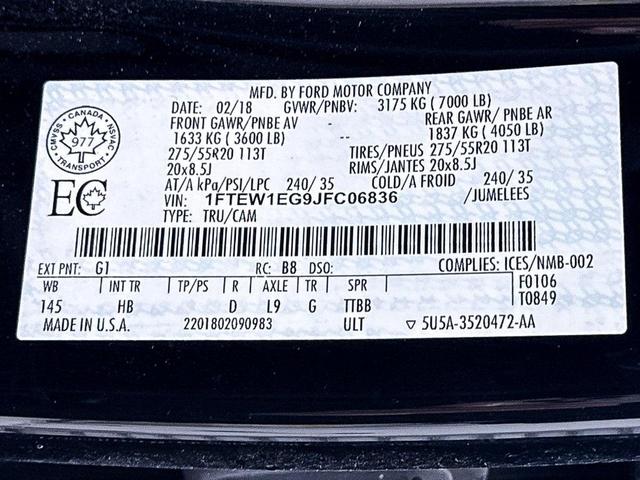 MFD. BY FORD MOTOR COMPANY
DATE: 02/18 GVWR/PNBV: 3175 KG ( 7000 LB)
FRONT GAWR/PNBE AV REAR GAWR/ PNBE AR
1633 KG ( 3600 LB) -- 1837 KG ( 4050 LB)
275/55R20 113T TIRES/PNEUS 275/55R20 113T
20x8.5J RIMS/JANTES 20x8.5J
AT/A kPa/PSI/LPC 240/ 35 COLD/A FROID 240/ 35
VIN: 1FTEW1EG9JFC06836 /JUMELEES
TYPE: TRU/CAM
CMVSS CANADA NSVAC
977
TRANSPORT
EC
EXT PNT: G1 RC: B8 DSO: COMPLIES: ICES/NMB-002
WB INT TR TP/PS R AXLE TR SPR F0106
145 HB D L9 G TTBB T0849
MADE IN U.S.A. 2201802090983 ULT ▽ 5U5A-3520472-AA